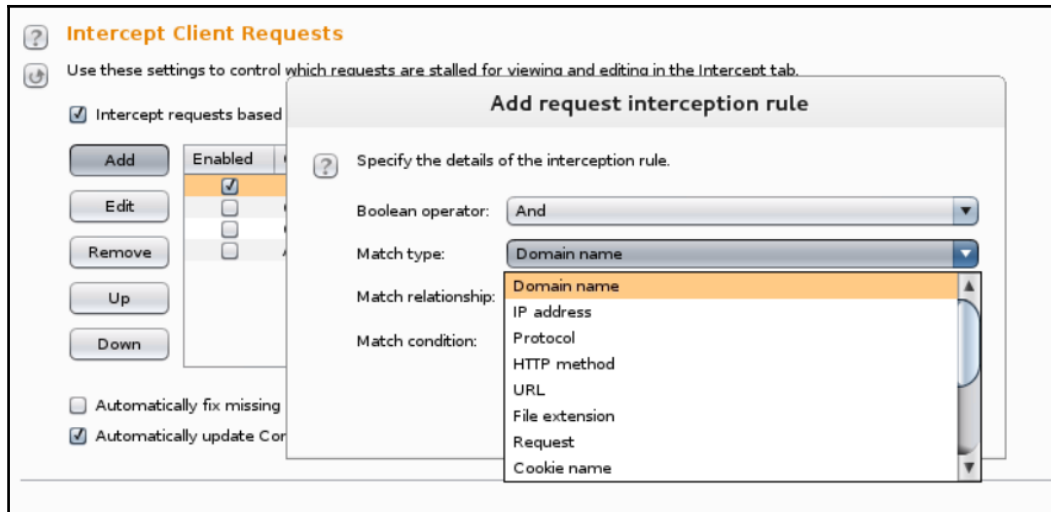 Intercept Client Requests
Use these settings to control which requests are stalled for viewing and editing in the Intercept tab.
Add request interception rule
Intercept requests based
Specify the details of the interception rule.
Add
Enabled
Edit
Boolean operator: And
Remove
Match type: Domain name
Domain name
Up
Match relationship:
IP address
Protocol
Down
Match condition:
HTTP method
URL
Automatically fix missing
File extension
Automatically update Cor
Request
Cookie name